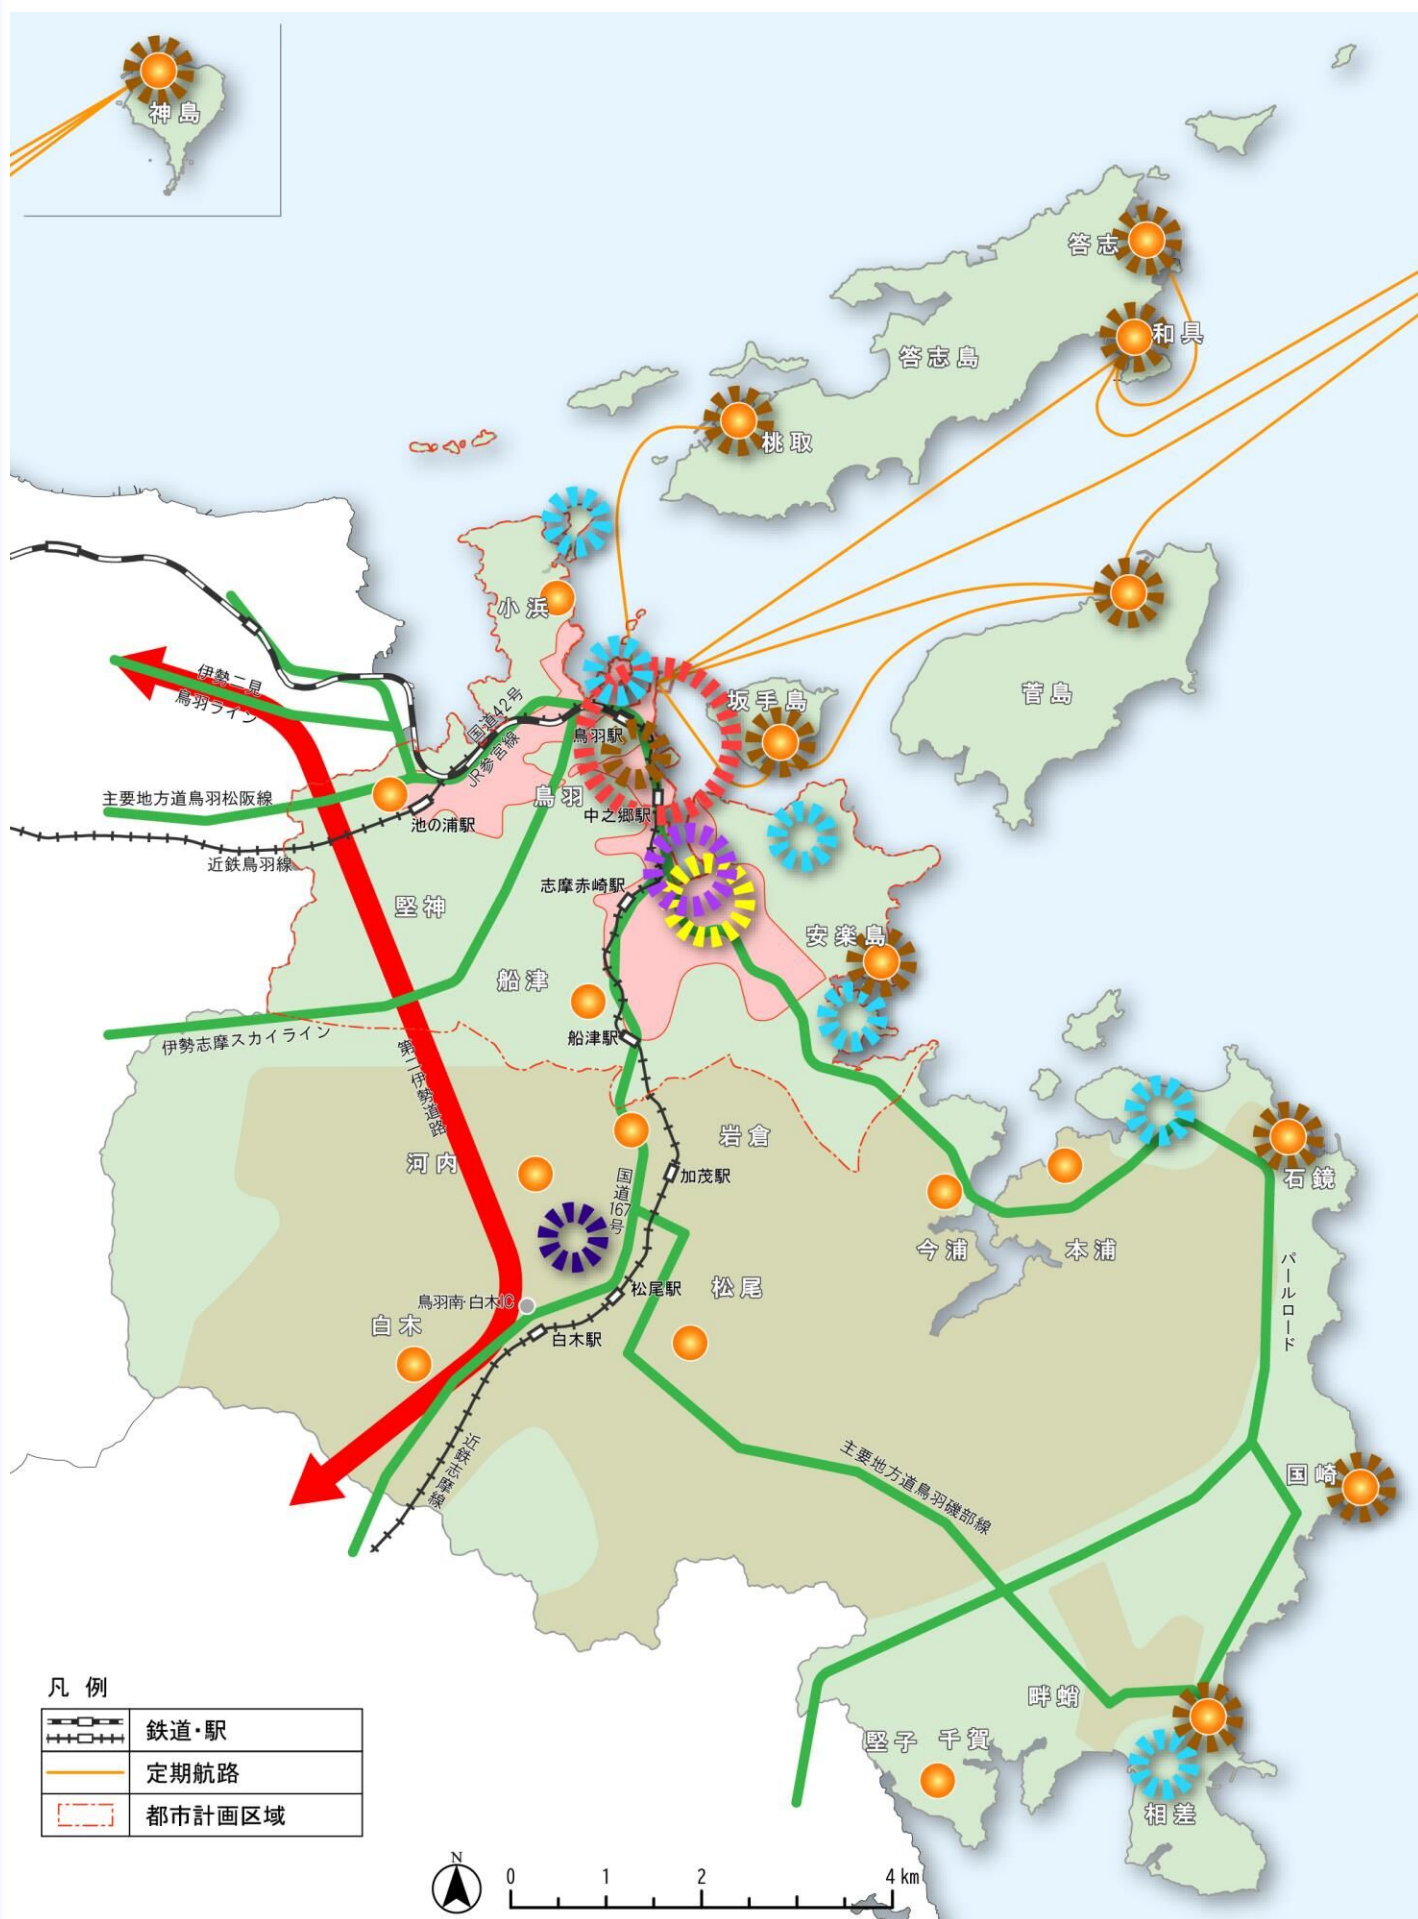 神島
答志
和具
答志島
桃取
小浜
菅島
坂手島
伊勢二見
鳥羽ライン
国道42号
JR参宮線
鳥羽駅
主要地方道鳥羽松阪線
池の浦駅
鳥羽
中之郷駅
近鉄鳥羽線
志摩赤崎駅
堅神
安楽島
船津
伊勢志摩スカイライン
船津駅
第二伊勢道路
岩倉
河内
加茂駅
国道167号
石鏡
今浦
本浦
パールロード
松尾駅
松尾
鳥羽南・白木IC
白木
白木駅
近鉄志摩線
主要地方道鳥羽磯部線
国崎
畔蛸
堅子
千賀
相差
凡 例
鉄道・駅
定期航路
都市計画区域
N
0 1 2 4 km